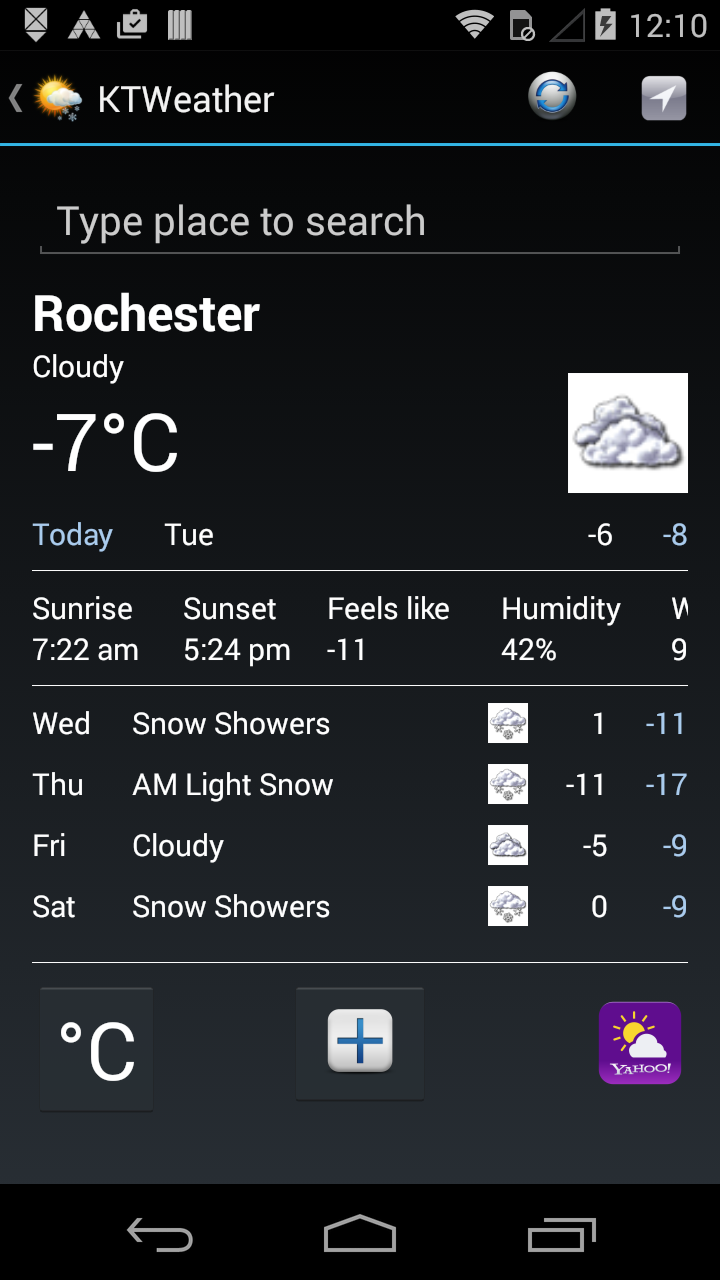 12:10
KTWeather
Type place to search
Rochester
Cloudy
-7°C
Today Tue -6 -8
Sunrise Sunset Feels like Humidity
7:22 am 5:24 pm -11 42% 9
Wed Snow Showers 1 -11
Thu AM Light Snow -11 -17
Fri Cloudy -5 -9
Sat Snow Showers 0 -9
°C
YAHOO!